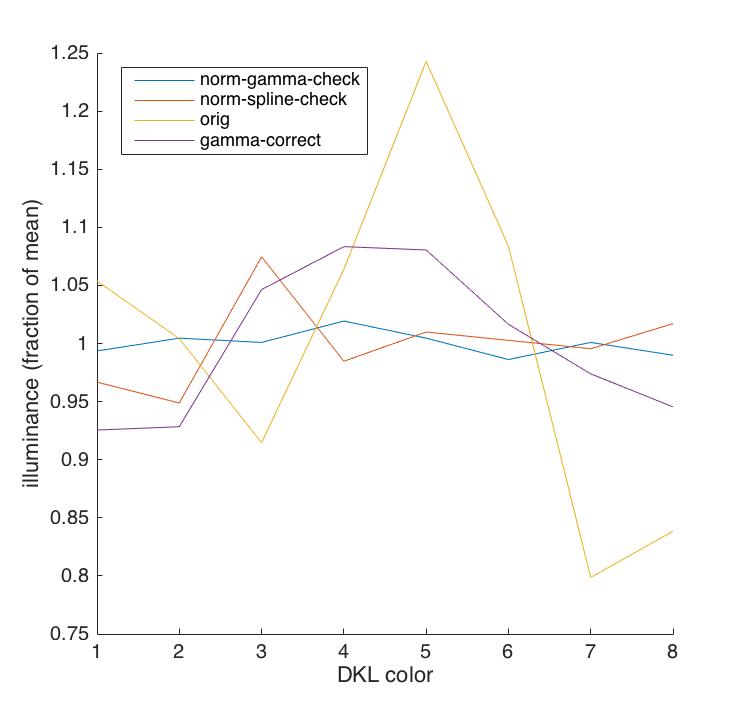 1.25
1.2
1.15
1.1
1.05
1
0.95
0.9
0.85
0.8
0.75
illuminance (fraction of mean)
norm-gamma-check
norm-spline-check
orig
gamma-correct
1 2 3 4 5 6 7 8
DKL color